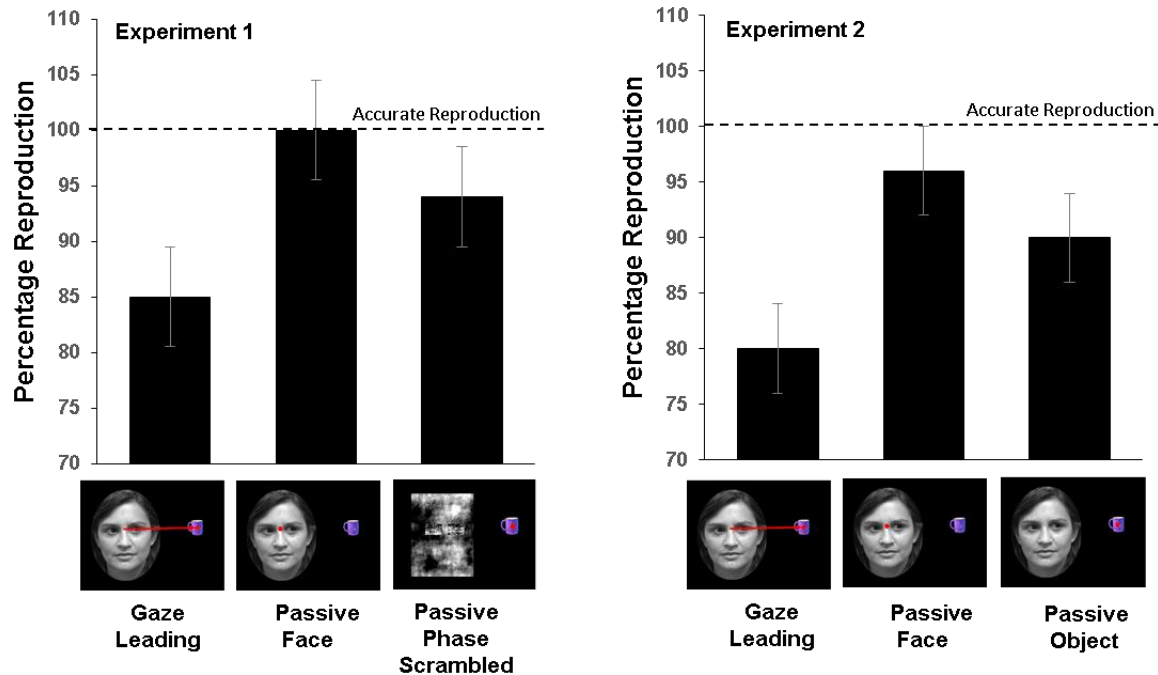 Experiment 1
Percentage Reproduction
110
105
100
95
90
85
80
75
70
Accurate Reproduction
Gaze
Leading
Passive
Face
Passive
Phase
Scrambled
Experiment 2
Percentage Reproduction
110
105
100
95
90
85
80
75
70
Accurate Reproduction
Gaze
Leading
Passive
Face
Passive
Object